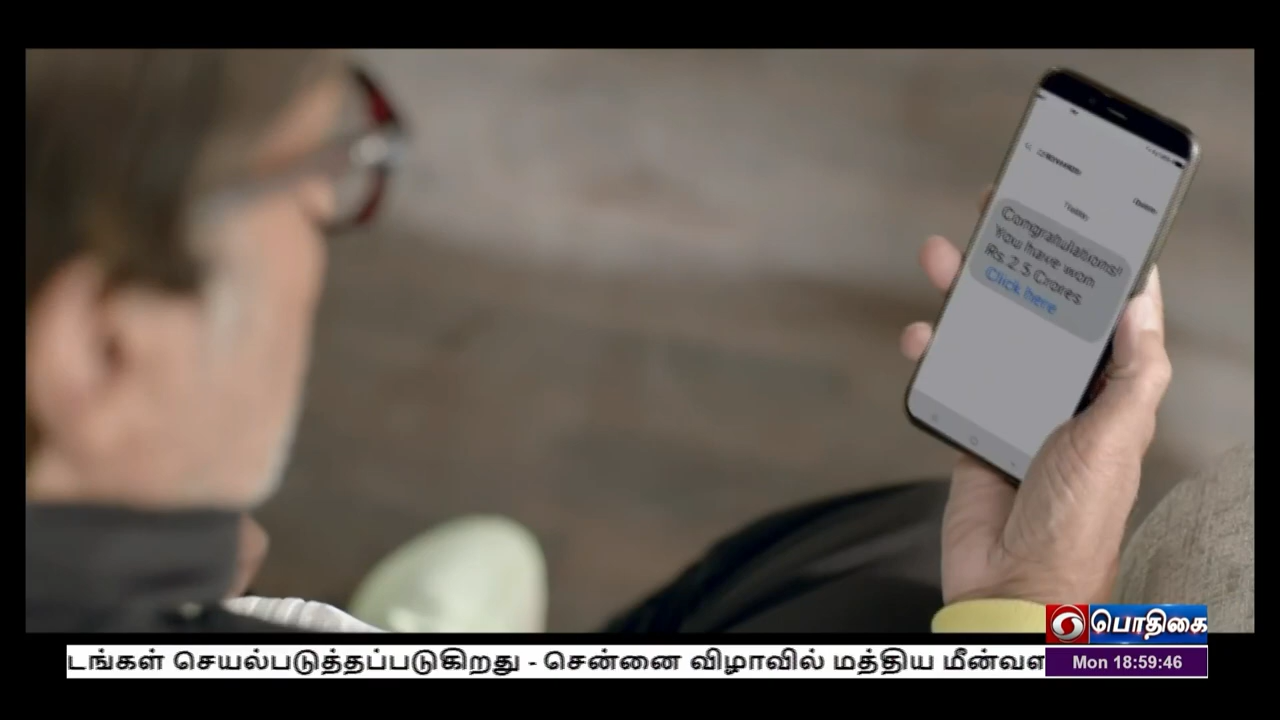 Congratulations!
You have won
Rs. 2.5 Crores.
Click here
பொதிகை
டங்கள் செயல்படுத்தப்படுகிறது - சென்னை விழாவில் மத்திய மீன்வள
Mon 18:59:46